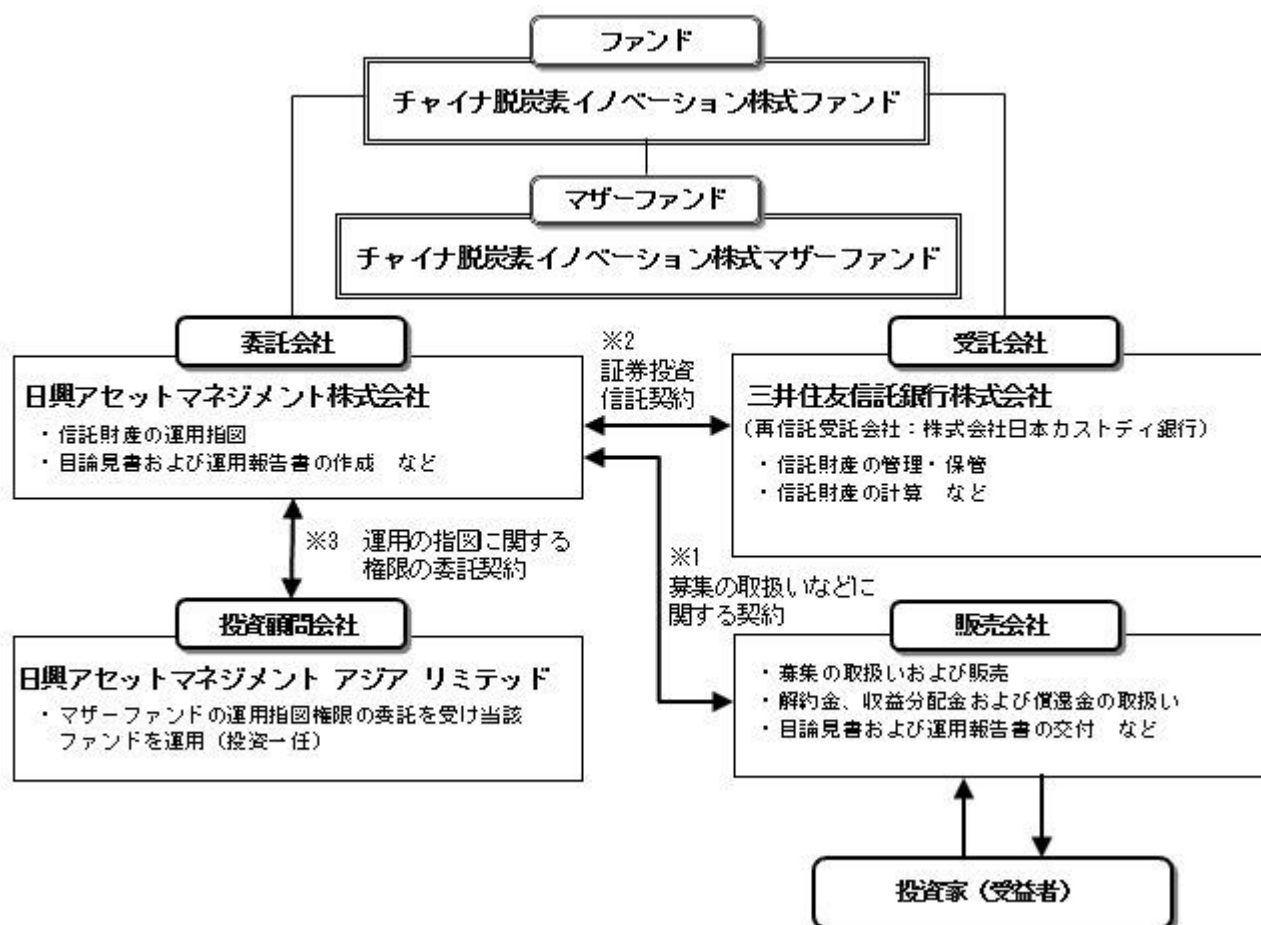 ファンド
チャイナ脱炭素イノベーション株式ファンド
マザーファンド
チャイナ脱炭素イノベーション株式マザーファンド
委託会社
日興アセットマネジメント株式会社
・信託財産の運用指図
・目論見書および運用報告書の作成　など
※2
証券投資
信託契約
受託会社
三井住友信託銀行株式会社
（再信託受託会社：株式会社日本カストディ銀行）
・信託財産の管理・保管
・信託財産の計算　など
※3　運用の指図に関する
権限の委託契約
※1
募集の取扱いなどに
関する契約
投資顧問会社
日興アセットマネジメント アジア リミテッド
・マザーファンドの運用指図権限の委託を受け当該
ファンドを運用（投資一任）
販売会社
・募集の取扱いおよび販売
・解約金、収益分配金および償還金の取扱い
・目論見書および運用報告書の交付　など
投資家（受益者）